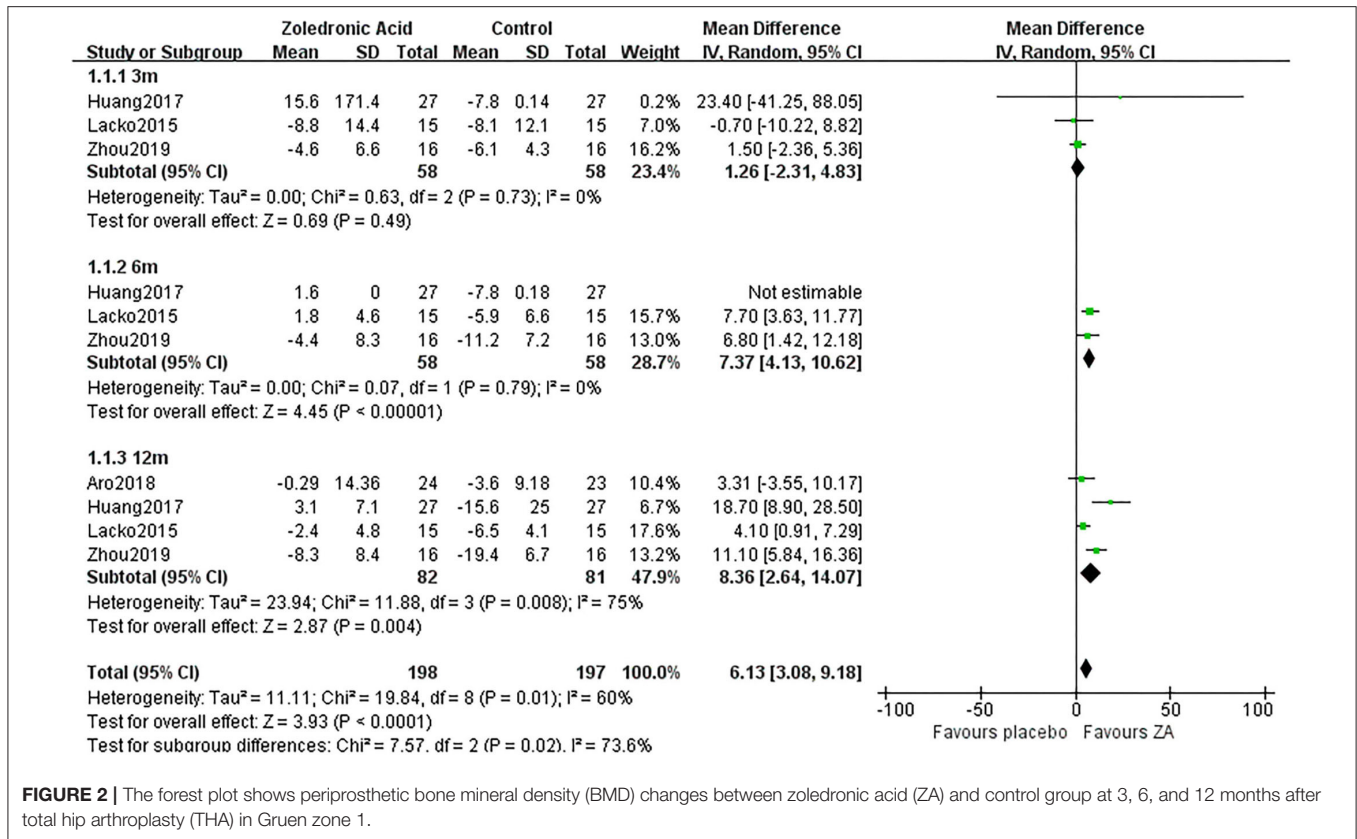 Zoledronic Acid Control Mean Difference Mean Difference
Study or Subgroup Mean SD Total Mean SD Total Weight IV, Random, 95% CI IV, Random, 95% CI
1.1.1 3m
Huang2017 15.6 171.4 27 -7.8 0.14 27 0.2% 23.40 [-41.25, 88.05]
Lacko2015 -8.8 14.4 15 -8.1 12.1 15 7.0% -0.70 [-10.22, 8.82]
Zhou2019 -4.6 6.6 16 -6.1 4.3 16 16.2% 1.50 [-2.36, 5.36]
Subtotal (95% CI) 58 58 23.4% 1.26 [-2.31, 4.83]
Heterogeneity: Tau² = 0.00; Chi² = 0.63, df = 2 (P = 0.73); I² = 0%
Test for overall effect: Z = 0.69 (P = 0.49)
1.1.2 6m
Huang2017 1.6 0 27 -7.8 0.18 27 Not estimable
Lacko2015 1.8 4.6 15 -5.9 6.6 15 15.7% 7.70 [3.63, 11.77]
Zhou2019 -4.4 8.3 16 -11.2 7.2 16 13.0% 6.80 [1.42, 12.18]
Subtotal (95% CI) 58 58 28.7% 7.37 [4.13, 10.62]
Heterogeneity: Tau² = 0.00; Chi² = 0.07, df = 1 (P = 0.79); I² = 0%
Test for overall effect: Z = 4.45 (P < 0.00001)
1.1.3 12m
Aro2018 -0.29 14.36 24 -3.6 9.18 23 10.4% 3.31 [-3.55, 10.17]
Huang2017 3.1 7.1 27 -15.6 25 27 6.7% 18.70 [8.90, 28.50]
Lacko2015 -2.4 4.8 15 -6.5 4.1 15 17.6% 4.10 [0.91, 7.29]
Zhou2019 -8.3 8.4 16 -19.4 6.7 16 13.2% 11.10 [5.84, 16.36]
Subtotal (95% CI) 82 81 47.9% 8.36 [2.64, 14.07]
Heterogeneity: Tau² = 23.94; Chi² = 11.88, df = 3 (P = 0.008); I² = 75%
Test for overall effect: Z = 2.87 (P = 0.004)
Total (95% CI) 198 197 100.0% 6.13 [3.08, 9.18]
Heterogeneity: Tau² = 11.11; Chi² = 19.84, df = 8 (P = 0.01); I² = 60%
Test for overall effect: Z = 3.93 (P < 0.0001)
Test for subgroup differences: Chi² = 7.57. df = 2 (P = 0.02). I² = 73.6%
-100 -50 0 50 100
Favours placebo Favours ZA
FIGURE 2 | The forest plot shows periprosthetic bone mineral density (BMD) changes between zoledronic acid (ZA) and control group at 3, 6, and 12 months after
total hip arthroplasty (THA) in Gruen zone 1.